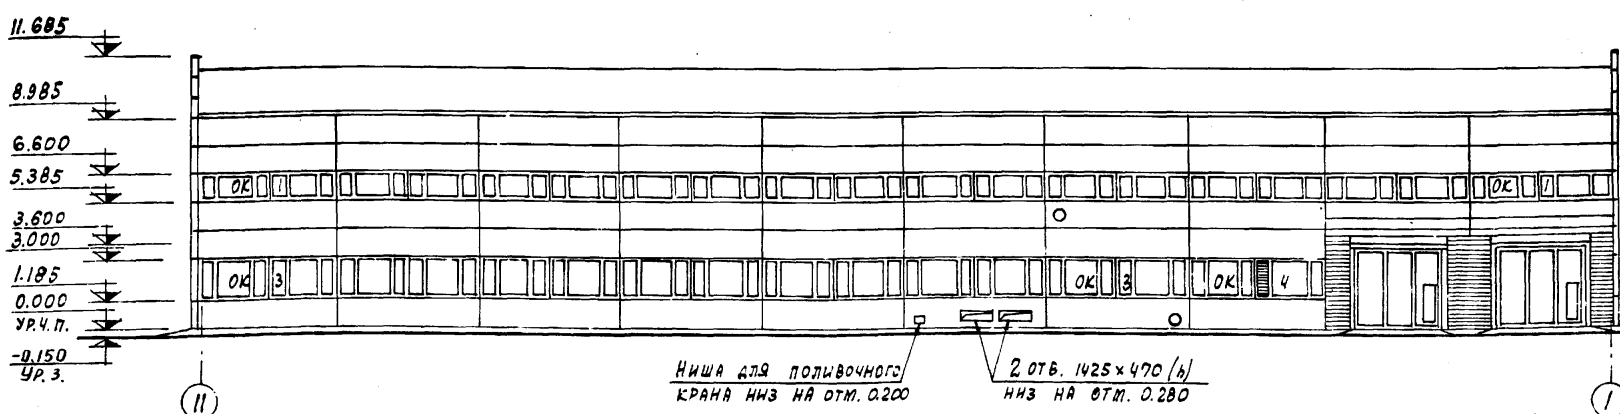 11.685
8.985
6.600
5.385
3.600
3.000
1.185
0.000
УР.Ч.П.
-0.150
УР.З.
ОК 1
ОК 1
ОК 3
ОК 3
ОК 4
НИША ДЛЯ ПОЛИВОЧНОГО
КРАНА НИЗ НА ОТМ. 0.200
2 ОТВ. 1425×470 (h)
НИЗ НА ОТМ. 0.280
11
1